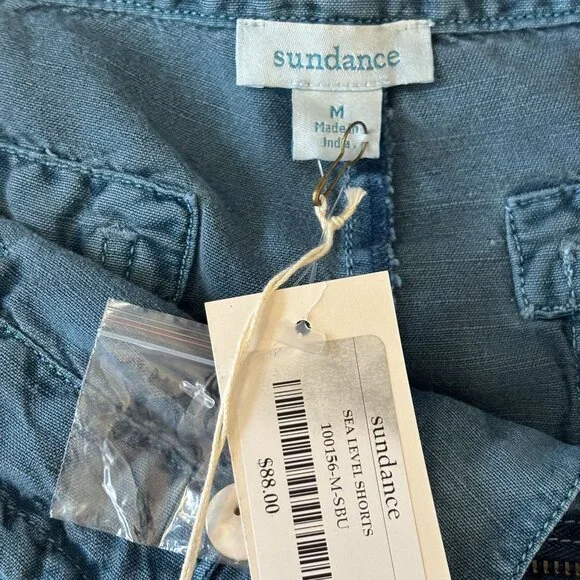 sundance
M
Made in
India
sundance
SEA LEVEL SHORTS
100156-M-SBU
$88.00